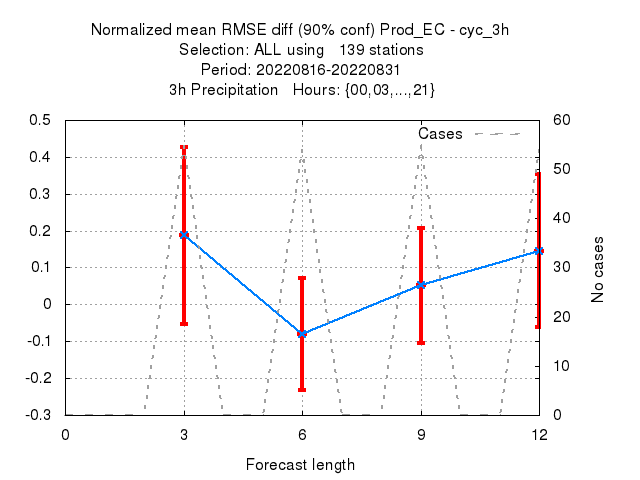 Normalized mean RMSE diff (90% conf) Prod_EC - cyc_3h
Selection: ALL using   139 stations
Period: 20220816-20220831
3h Precipitation   Hours: {00,03,...,21}
Cases
0.5
0.4
0.3
0.2
0.1
0
-0.1
-0.2
-0.3
60
50
40
30
20
10
0
No cases
0 3 6 9 12
Forecast length